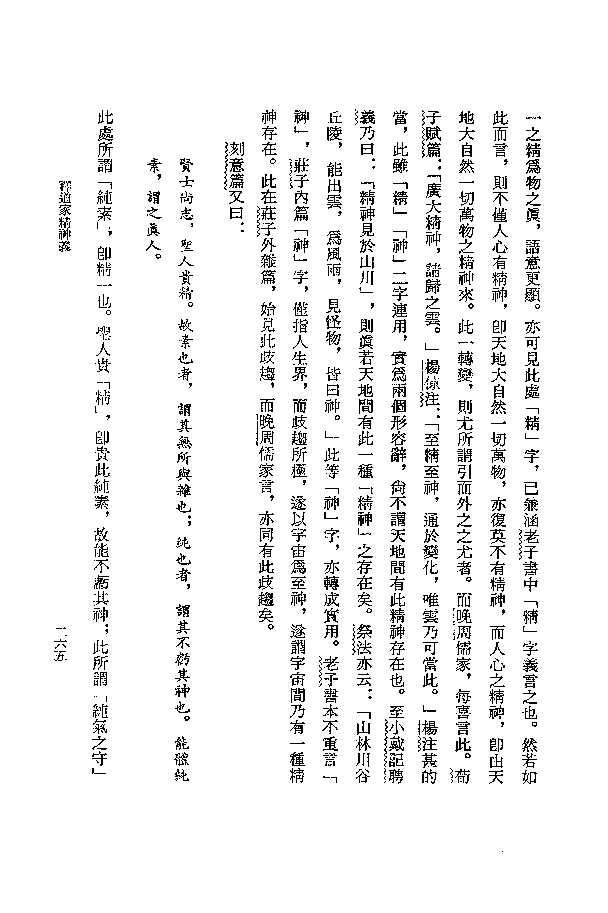 一之精爲物之眞，語意更顯。亦可見此處「精」字，已兼涵老子書中「精」字義言之也。然若如
此而言，則不僅人心有精神，卽天地大自然一切萬物，亦復莫不有精神，而人心之精神，卽由天
地大自然一切萬物之精神來。此一轉變，則尤所謂引而外之之尤者。而晚周儒家，每喜言此。荀
子賦篇：「廣大精神，請歸之雲。」楊倞注：「至精至神，通於變化，唯雲乃可當此。」楊注甚的
當，此雖「精」「神」二字連用，實爲兩個形容辭，尙不謂天地間有此精神存在也。至小戴記聘
義乃曰：「精神見於山川」，則眞若天地間有此一種「精神」之存在矣。祭法亦云：「山林川谷
丘陵，能出雲，爲風雨，見怪物，皆曰神。」此等「神」字，亦轉成實用。老子書本不重言「
神」，莊子內篇「神」字，僅指人生界，而歧趨所極，遂以宇宙爲至神，遂謂宇宙間乃有一種精
神存在。此在莊子外雜篇，始見此歧趨，而晚周儒家言，亦同有此歧趨矣。
刻意篇又曰：
賢士尚志，聖人貴精。故素也者，謂其無所與雜也；純也者，謂其不虧其神也。能體純
素，謂之眞人。
此處所謂「純素」，卽精一也。聖人貴「精」，卽貴此純素，故能不虧其神；此所謂「純氣之守」
釋道家精神義
二六五